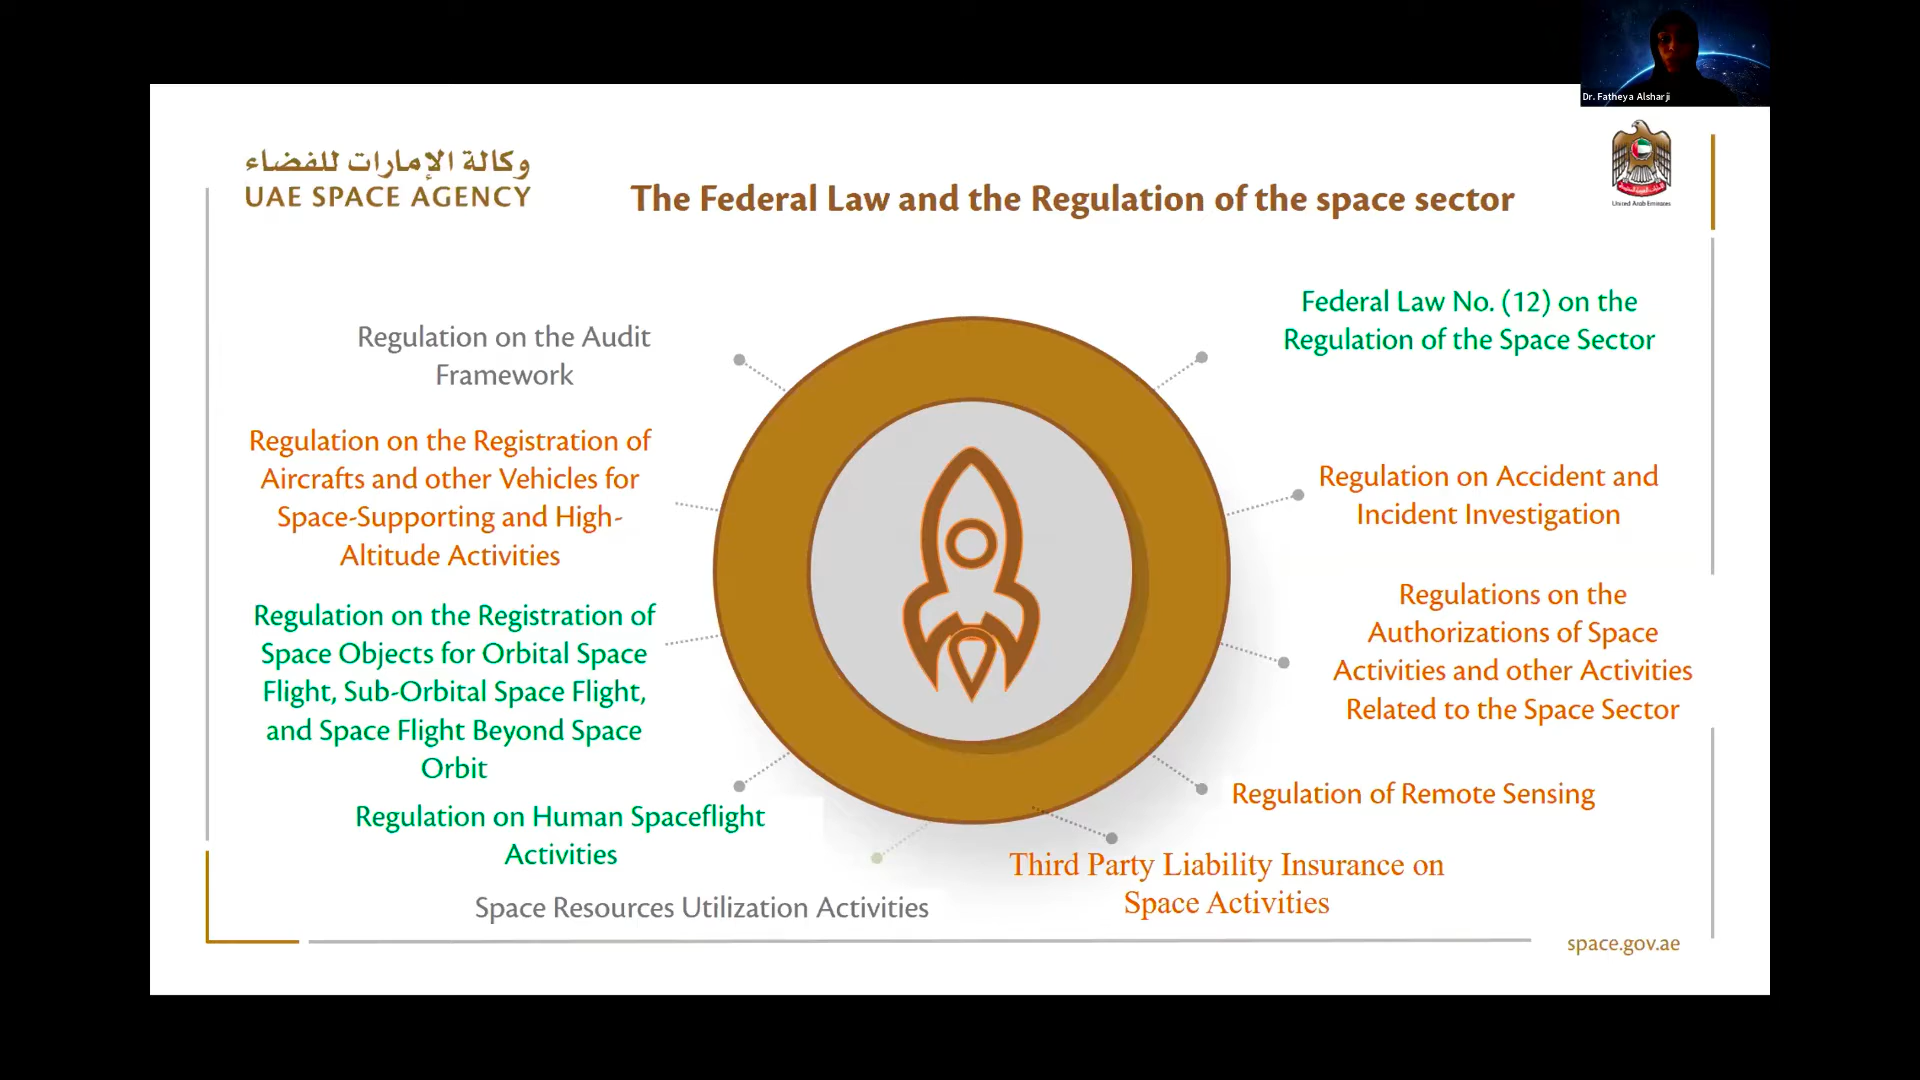 Dr. Fatheya Alsharji
وكالة الإمارات للفضاء
UAE SPACE AGENCY
The Federal Law and the Regulation of the space sector
United Arab Emirates
Regulation on the Audit
Framework
Regulation on the Registration of
Aircrafts and other Vehicles for
Space-Supporting and High-
Altitude Activities
Regulation on the Registration of
Space Objects for Orbital Space
Flight, Sub-Orbital Space Flight,
and Space Flight Beyond Space
Orbit
Regulation on Human Spaceflight
Activities
Space Resources Utilization Activities
Federal Law No. (12) on the
Regulation of the Space Sector
Regulation on Accident and
Incident Investigation
Regulations on the
Authorizations of Space
Activities and other Activities
Related to the Space Sector
Regulation of Remote Sensing
Third Party Liability Insurance on
Space Activities
space.gov.ae